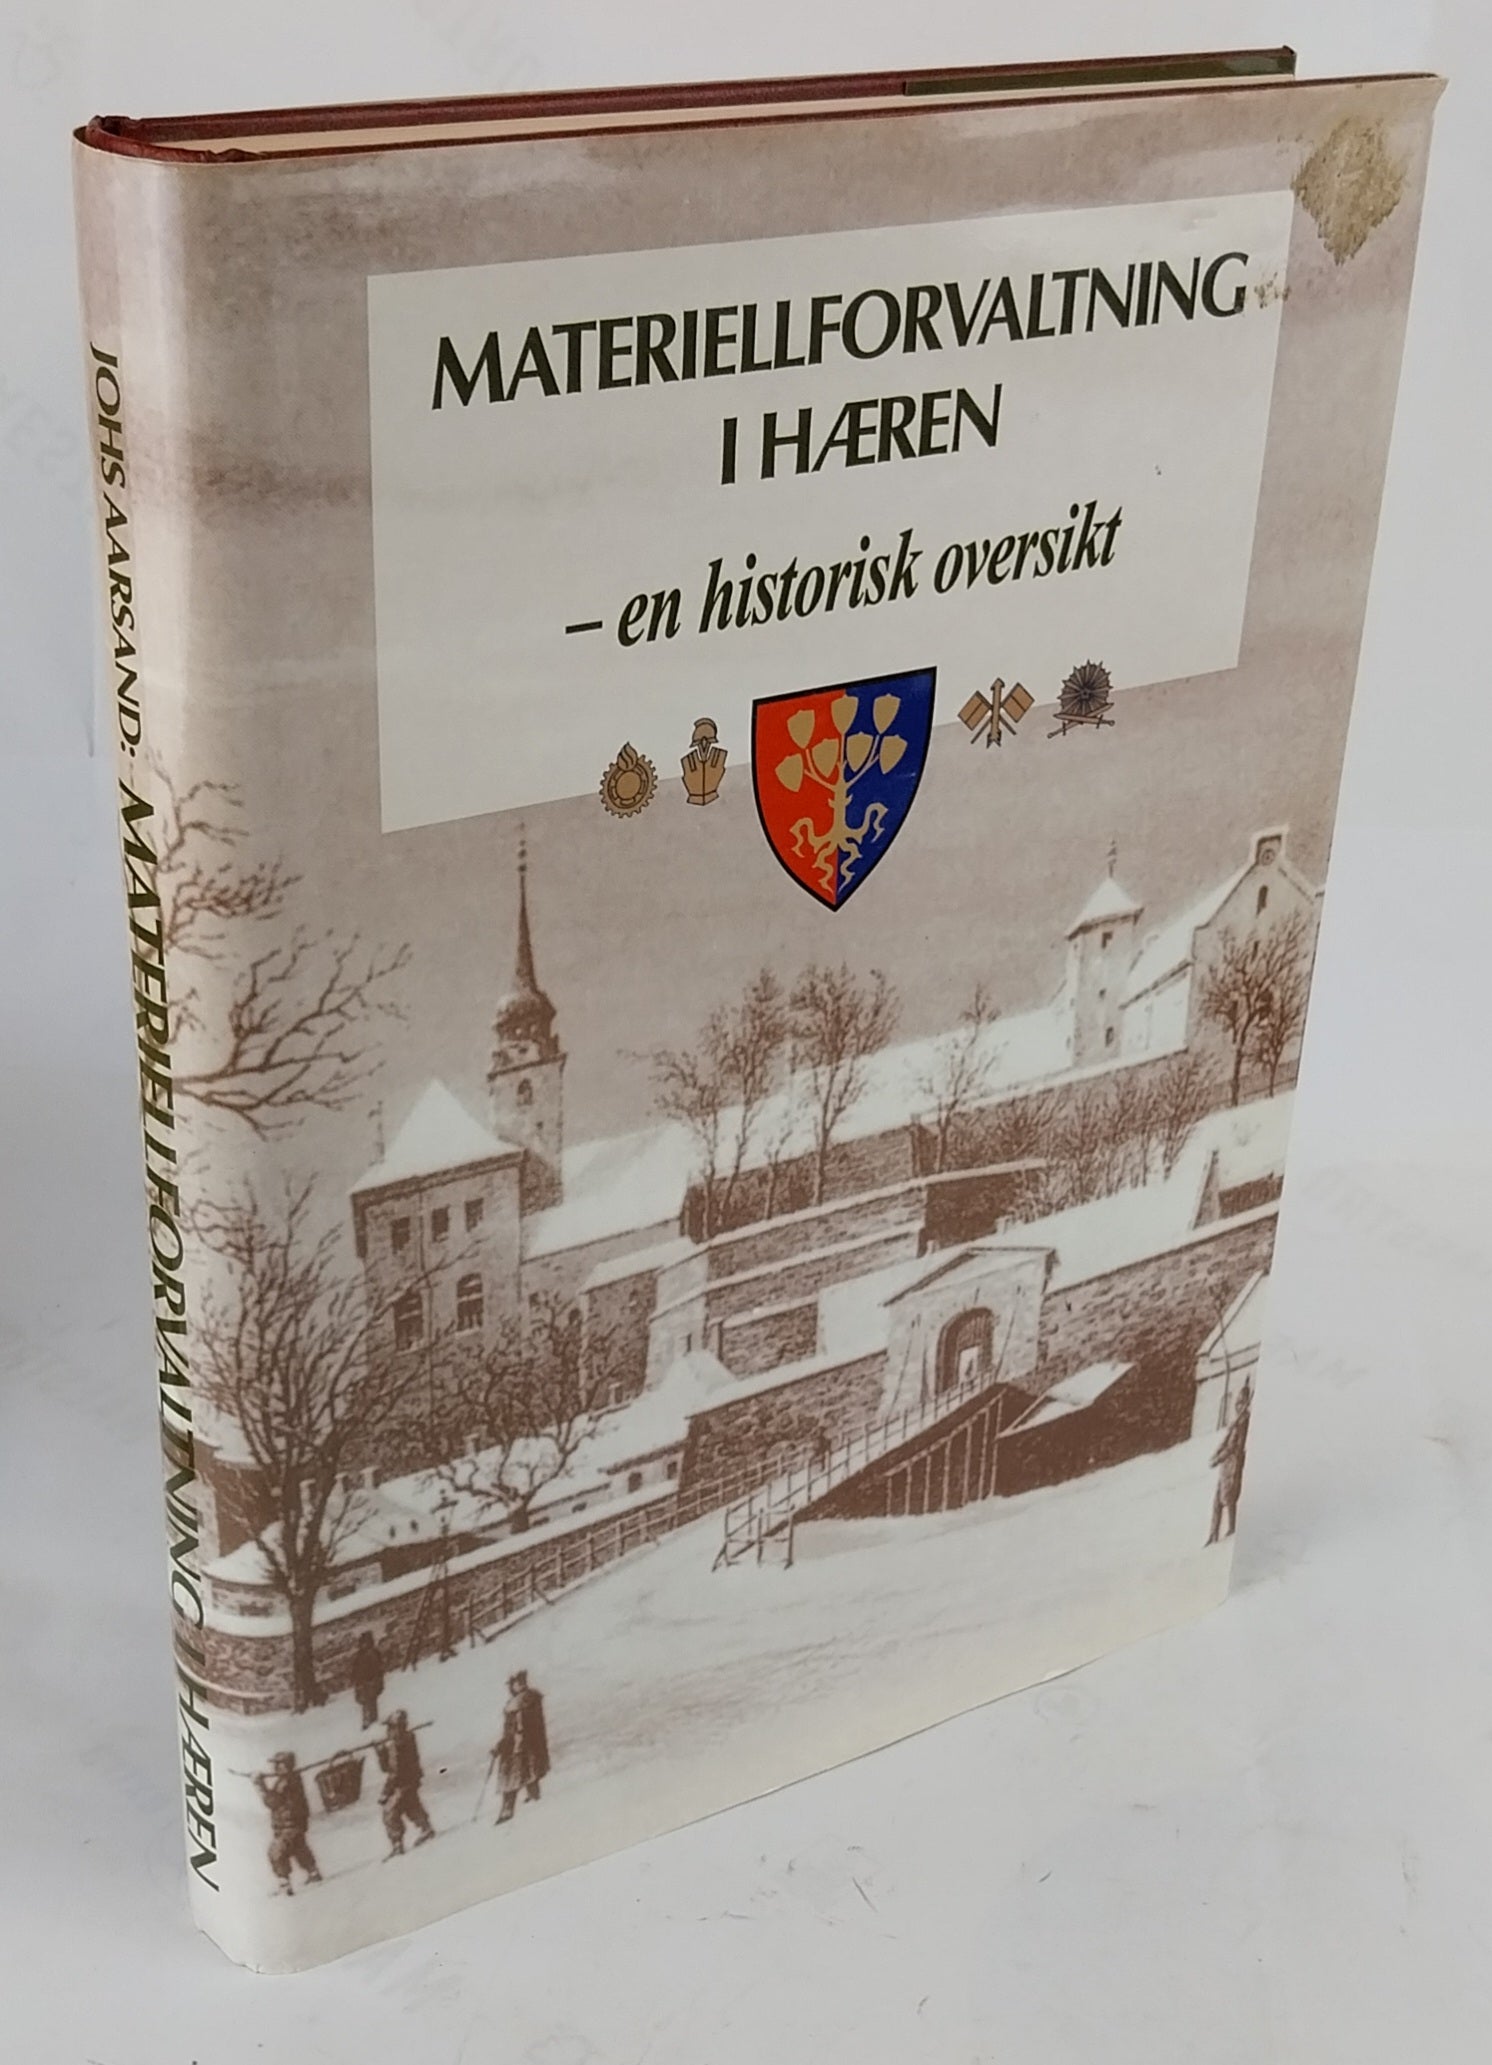 MATERIELLFORVALTNING
I HÆREN
– en historisk oversikt
JOHS AARSAND: MATERIELLFORVALTNING I HÆREN